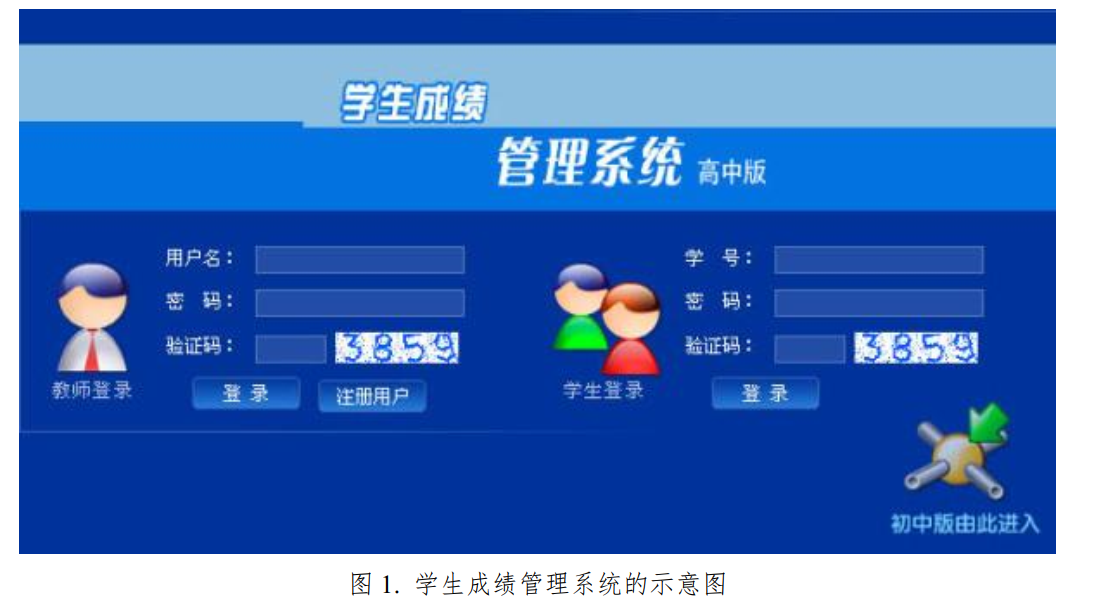 学生成绩
管理系统 高中版
用户名：
密 码：
验证码： 3859
教师登录
登 录 注册用户
学 号：
密 码：
验证码： 3859
学生登录
登 录
初中版由此进入
图 1. 学生成绩管理系统的示意图